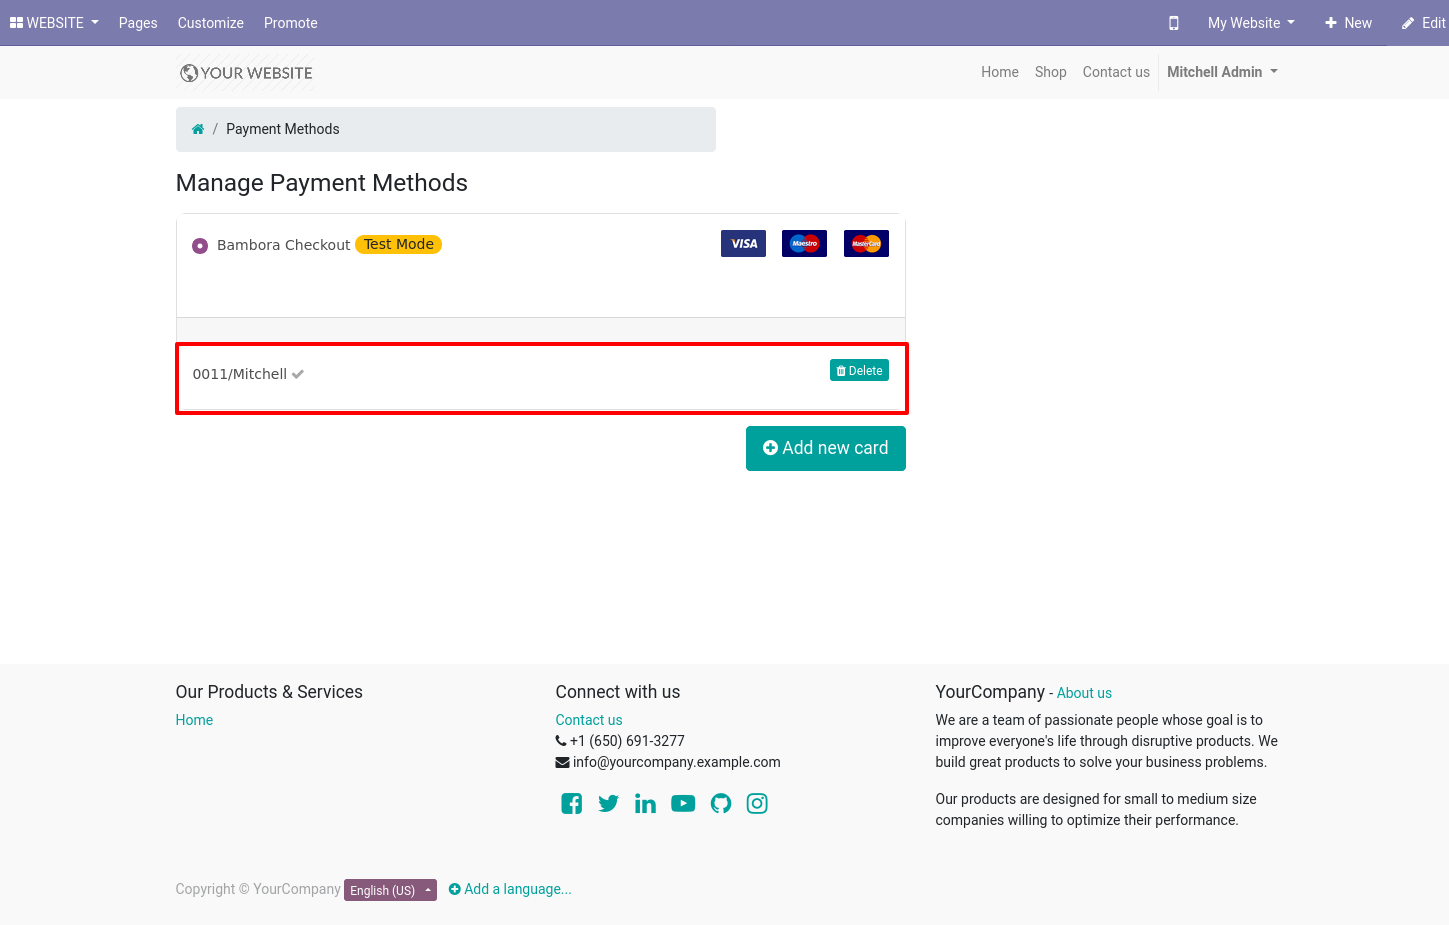 WEBSITE Pages Customize Promote My Website New Edit
YOUR WEBSITE Home Shop Contact us Mitchell Admin
/ Payment Methods
Manage Payment Methods
Bambora Checkout Test Mode VISA Maestro MasterCard
0011/Mitchell Delete
Add new card
Our Products & Services
Home
Connect with us
Contact us
+1 (650) 691-3277
info@yourcompany.example.com
YourCompany - About us
We are a team of passionate people whose goal is to
improve everyone's life through disruptive products. We
build great products to solve your business problems.
Our products are designed for small to medium size
companies willing to optimize their performance.
Copyright © YourCompany English (US) Add a language...